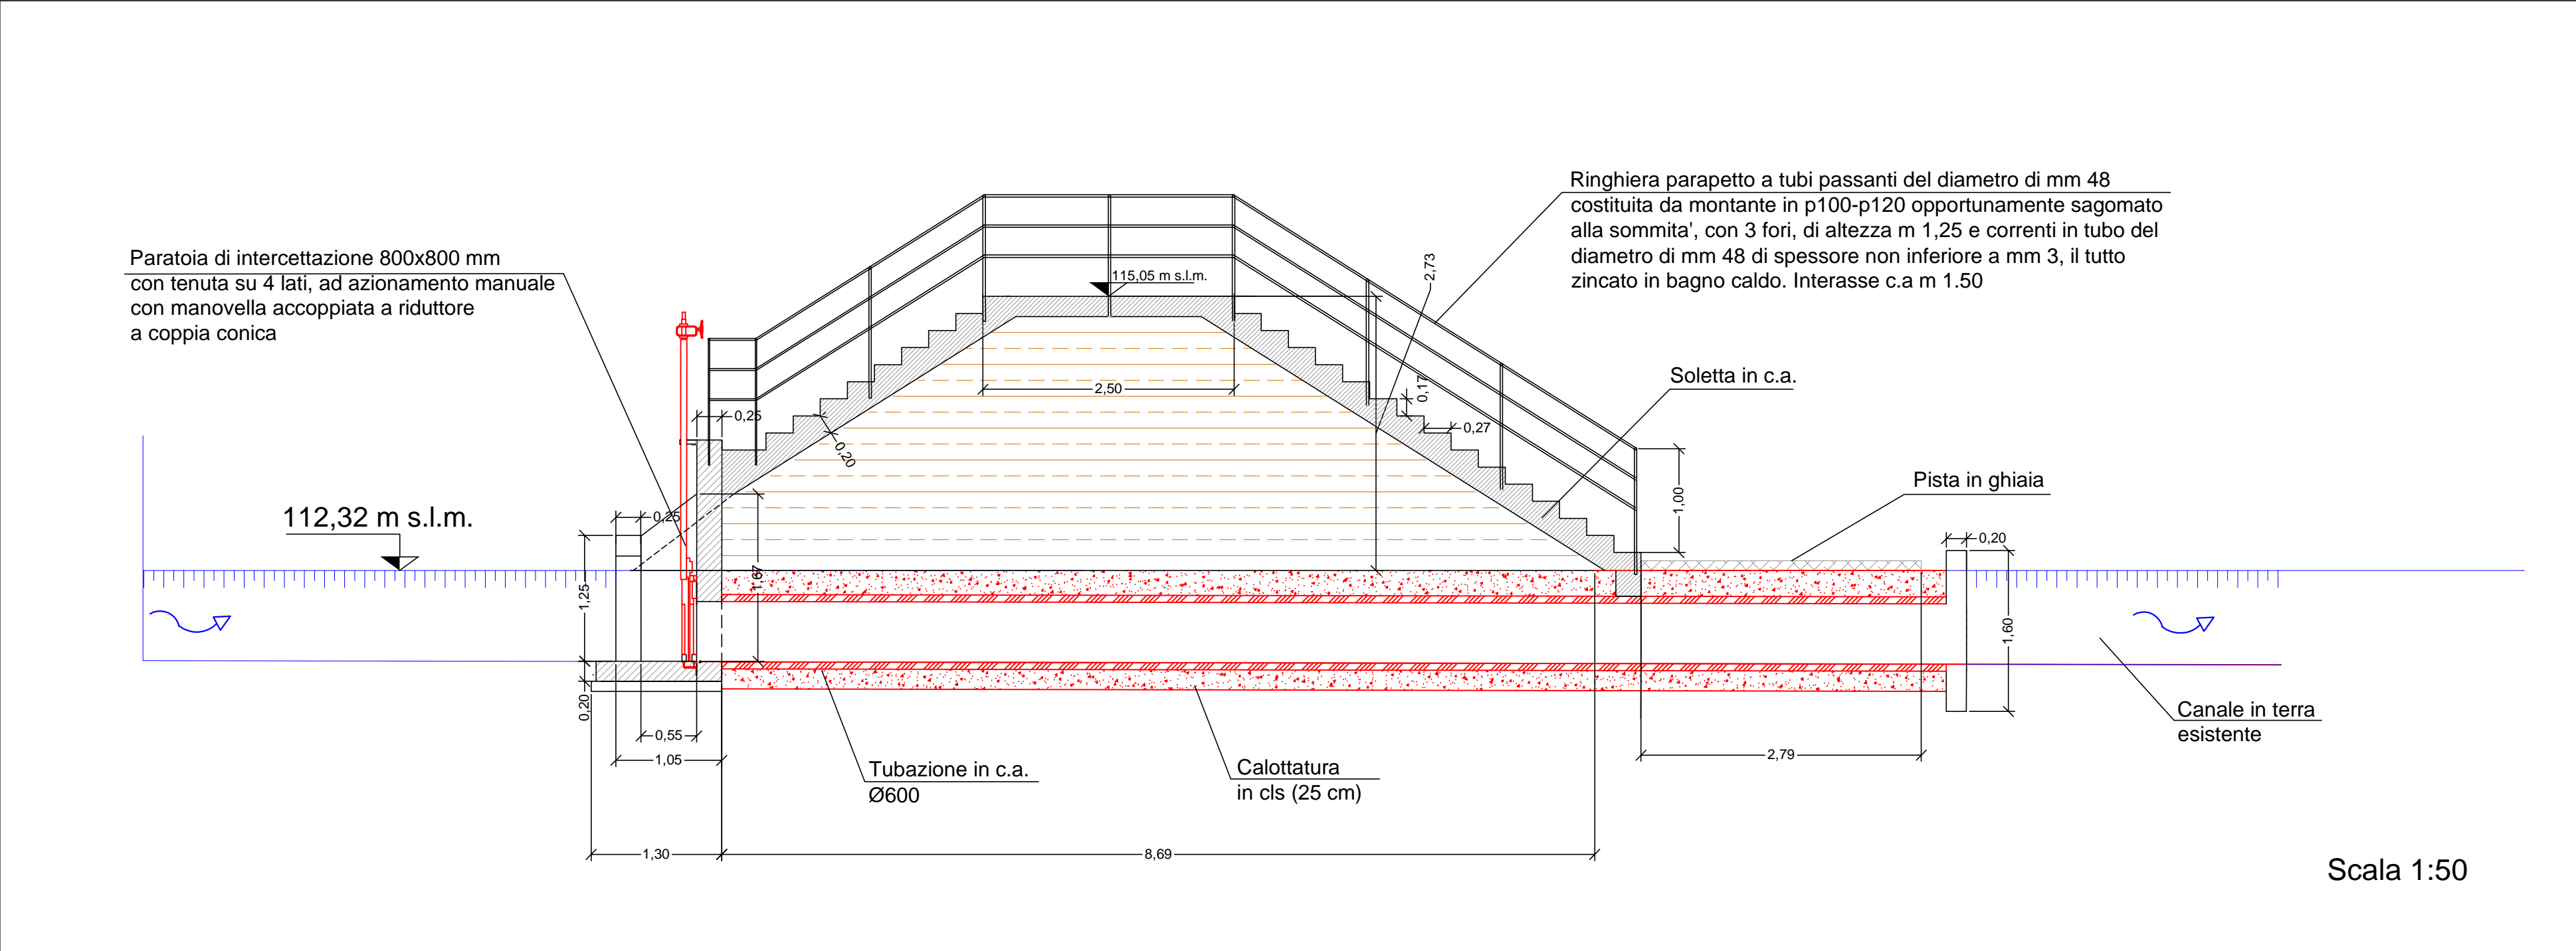 Ringhiera parapetto a tubi passanti del diametro di mm 48
costituita da montante in p100-p120 opportunamente sagomato
alla sommita', con 3 fori, di altezza m 1,25 e correnti in tubo del
diametro di mm 48 di spessore non inferiore a mm 3, il tutto
zincato in bagno caldo. Interasse c.a m 1.50
Paratoia di intercettazione 800x800 mm
con tenuta su 4 lati, ad azionamento manuale
con manovella accoppiata a riduttore
a coppia conica
115,05 m s.l.m.
2,73
Soletta in c.a.
2,50
0,17
0,25
0,27
0,20
Pista in ghiaia
1,00
112,32 m s.l.m.
0,25
0,20
1,67
1,25
1,60
0,20
Canale in terra
esistente
0,55
1,05
2,79
Tubazione in c.a.
Ø600
Calottatura
in cls (25 cm)
1,30
8,69
Scala 1:50